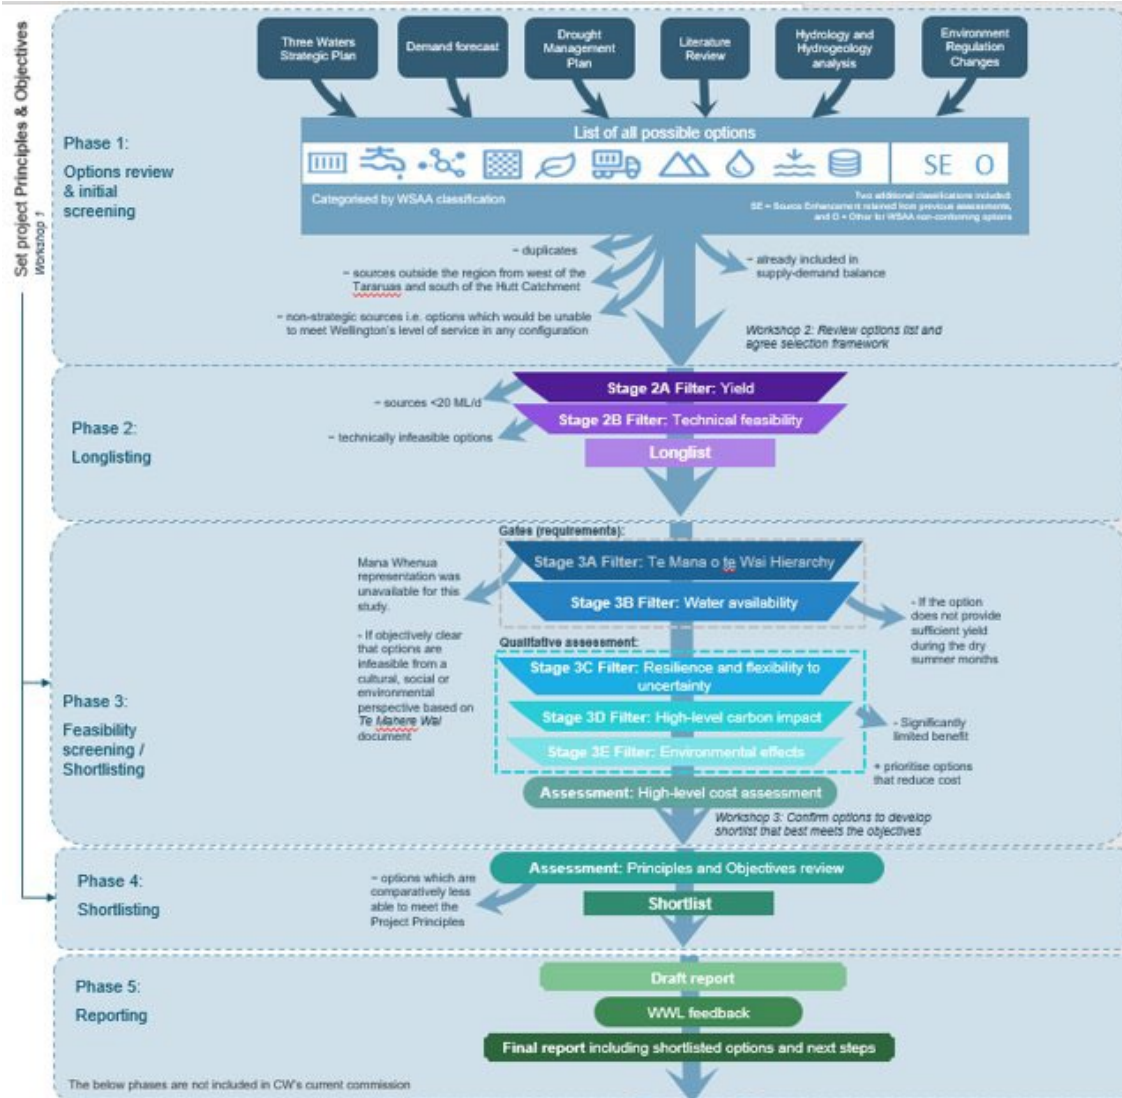 Set project Principles & Objectives
Workshop 1
Three Waters
Strategic Plan
Demand forecast
Drought
Management
Plan
Literature
Review
Hydrology and
Hydrogeology
analysis
Environment
Regulation
Changes
Phase 1:
Options review
& initial
screening
List of all possible options
SE O
Categorised by WSAA classification
Two additional classifications included:
SE = Source Enhancement retained from previous assessments,
and O = Other for WSAA non-conforming options
− duplicates
− sources outside the region from west of the
Tararuas and south of the Hutt Catchment
− non-strategic sources i.e. options which would be unable
to meet Wellington's level of service in any configuration
− already included in
supply-demand balance
Workshop 2: Review options list and
agree selection framework
Phase 2:
Longlisting
Stage 2A Filter: Yield
− sources <20 ML/d
Stage 2B Filter: Technical feasibility
− technically infeasible options
Longlist
Phase 3:
Feasibility
screening /
Shortlisting
Gates (requirements):
Stage 3A Filter: Te Mana o te Wai Hierarchy
Stage 3B Filter: Water availability
Mana Whenua
representation was
unavailable for this
study.
- If objectively clear
that options are
infeasible from a
cultural, social or
environmental
perspective based on
Te Mahere Wai
document
- If the option
does not provide
sufficient yield
during the dry
summer months
Qualitative assessment:
Stage 3C Filter: Resilience and flexibility to
uncertainty
Stage 3D Filter: High-level carbon impact
Stage 3E Filter: Environmental effects
- Significantly
limited benefit
+ prioritise options
that reduce cost
Assessment: High-level cost assessment
Workshop 3: Confirm options to develop
shortlist that best meets the objectives
Phase 4:
Shortlisting
Assessment: Principles and Objectives review
− options which are
comparatively less
able to meet the
Project Principles
Shortlist
Phase 5:
Reporting
Draft report
WWL feedback
Final report including shortlisted options and next steps
The below phases are not included in CW's current commission